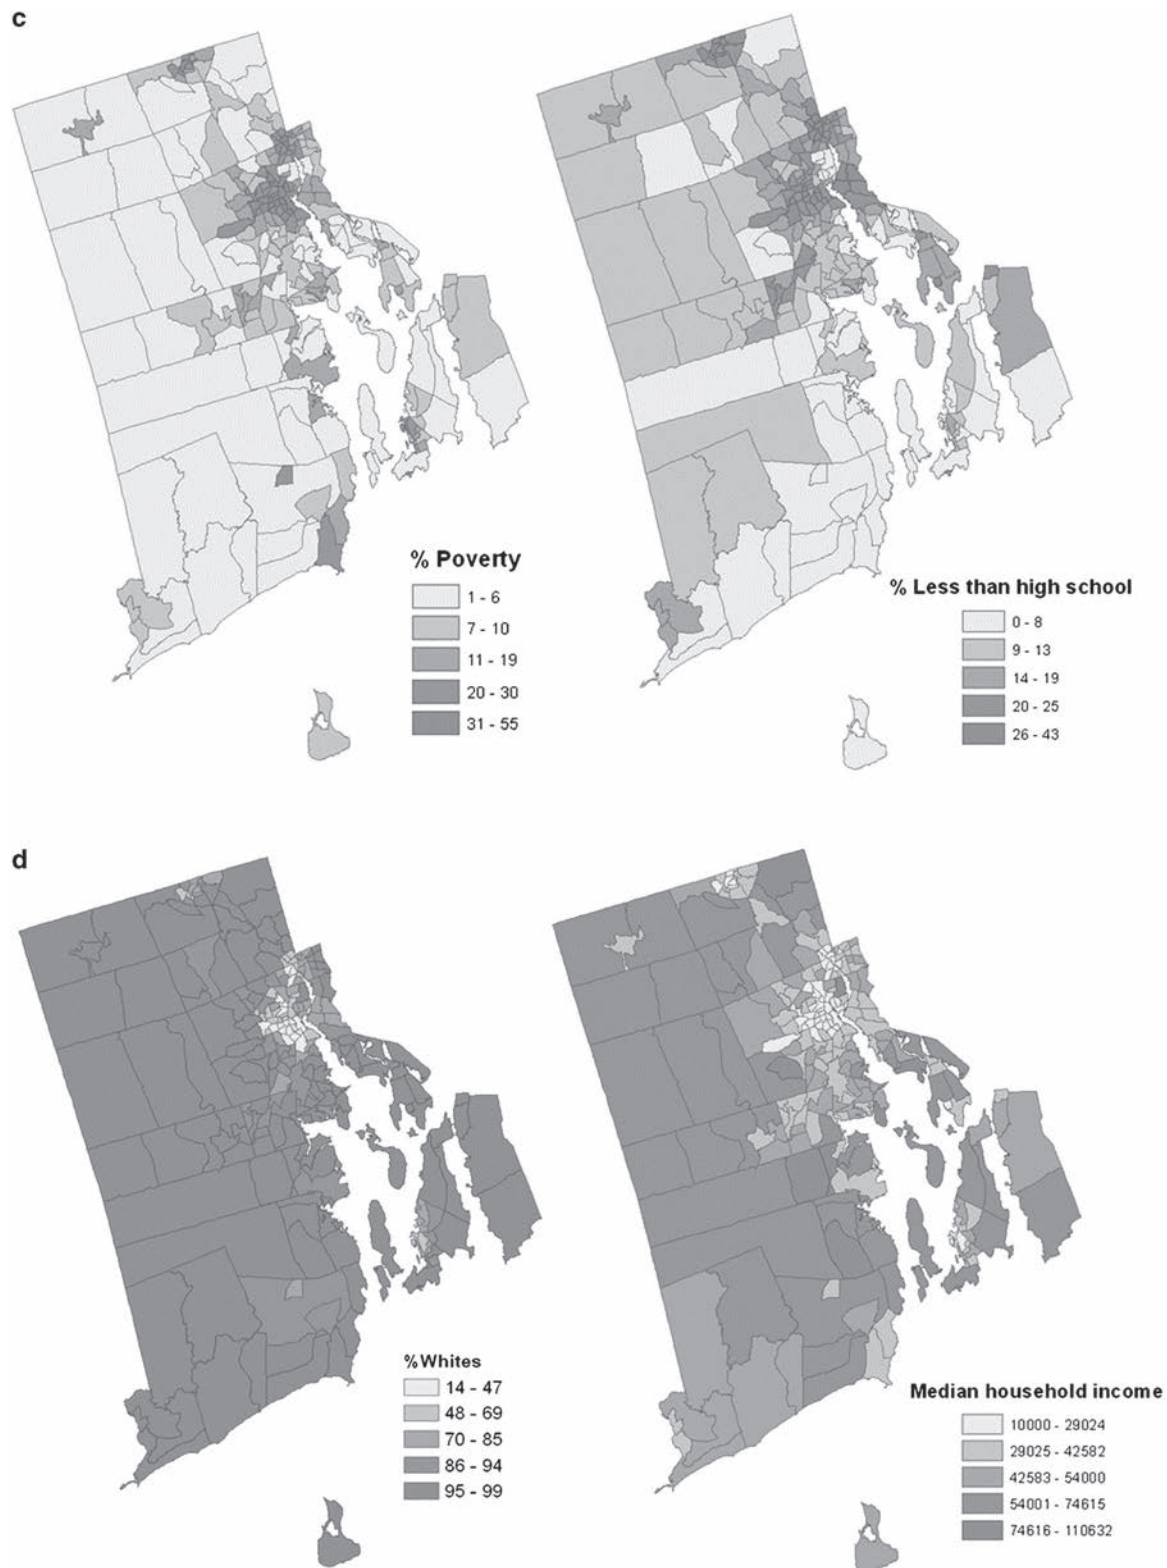 c
% Poverty
1 - 6
7 - 10
11 - 19
20 - 30
31 - 55
% Less than high school
0 - 8
9 - 13
14 - 19
20 - 25
26 - 43
d
%Whites
14 - 47
48 - 69
70 - 85
86 - 94
95 - 99
Median household income
10000 - 29024
29025 - 42582
42583 - 54000
54001 - 74615
74616 - 110632